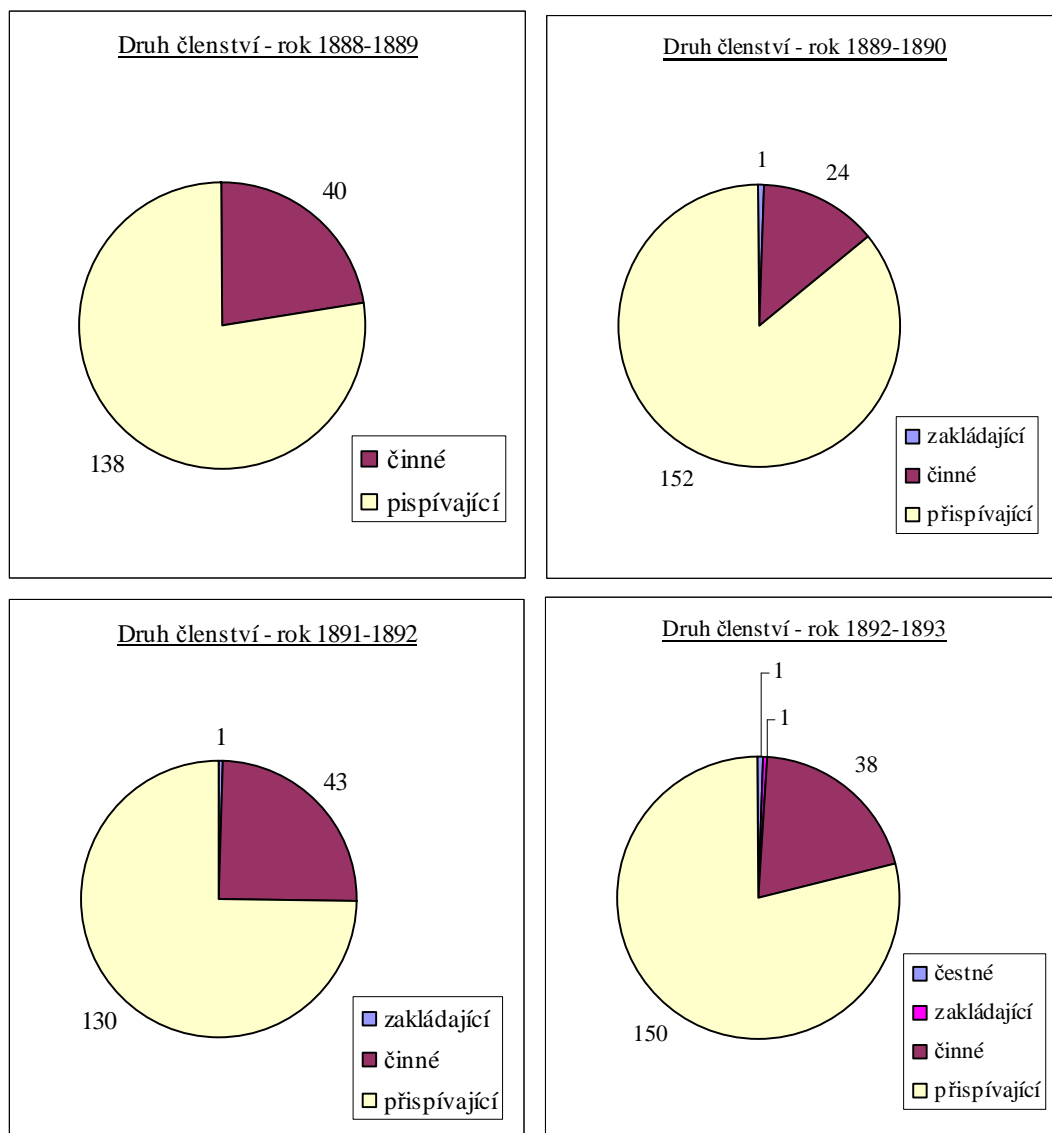 Druh členství - rok 1888-1889
40
138
činné
pispívající
Druh členství - rok 1889-1890
1
24
152
zakládající
činné
přispívající
Druh členství - rok 1891-1892
1
43
130
zakládající
činné
přispívající
Druh členství - rok 1892-1893
1
1
38
150
čestné
zakládající
činné
přispívající